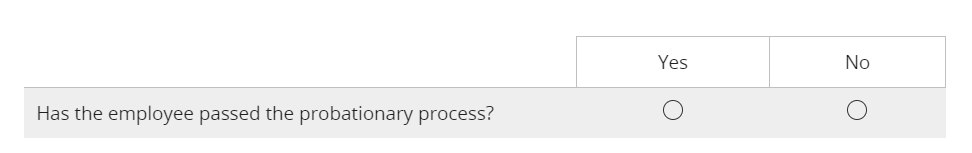 Yes No
Has the employee passed the probationary process?